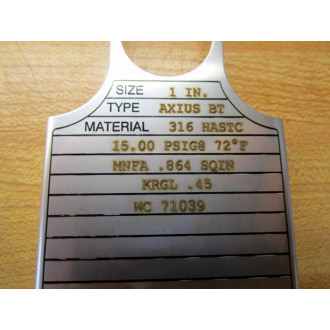 SIZE 1 IN.
TYPE AXIUS BT
MATERIAL 316 HASTC
15.00 PSIG@ 72°F
MNFA .864 SQIN
KRGL .45
WC 71039